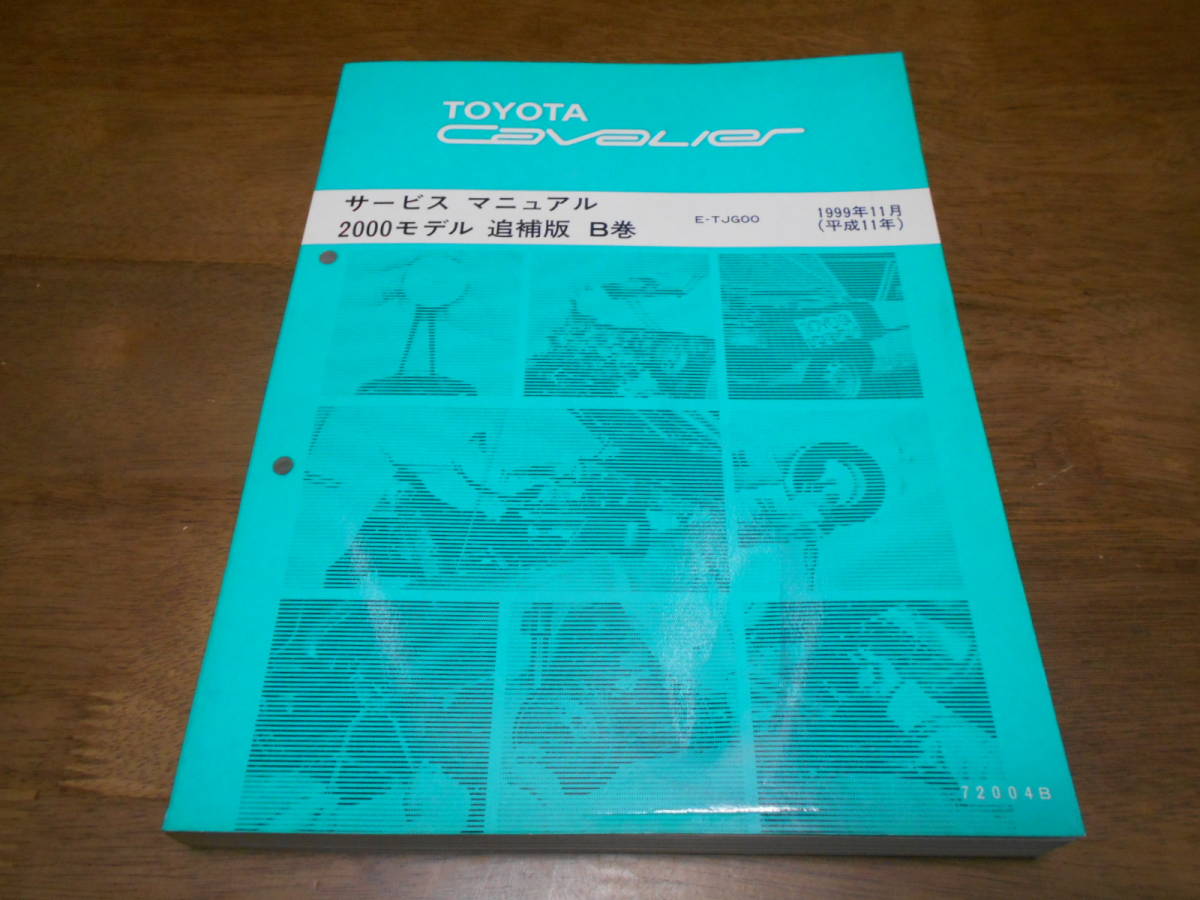 TOYOTA
Cavalier
サービス マニュアル
2000モデル 追補版 B巻
E-TJG00
1999年11月
(平成11年)
72004B